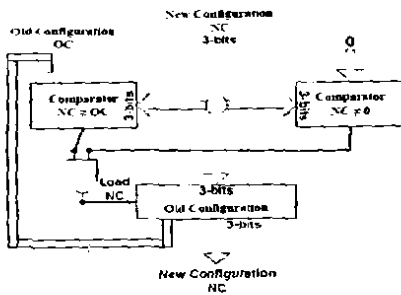 New Configuration
NC
3-bits
Old Configuration
OC
0
Comparator
NC ≠ OC
3-bits
3-bits
Comparator
NC ≠ 0
Load
NC
3-bits
Old Configuration
3-bits
New Configuration
NC